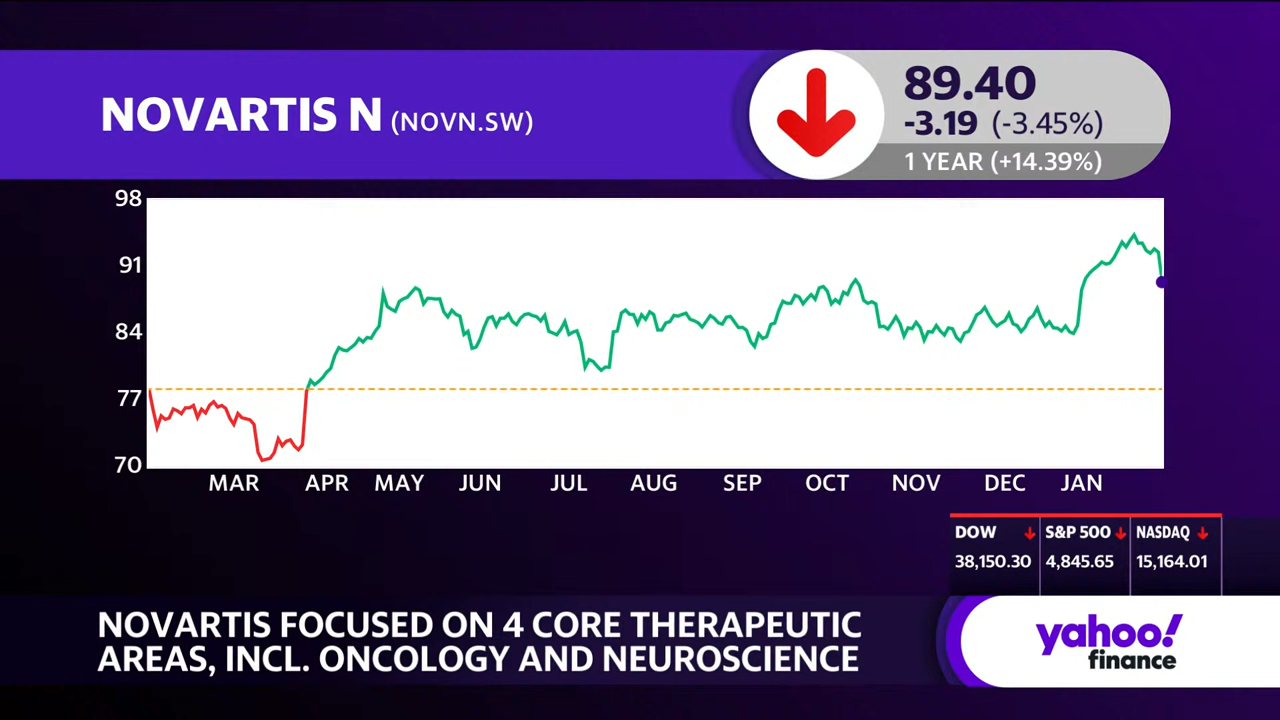 NOVARTIS N (NOVN.SW)
89.40
-3.19 (-3.45%)
1 YEAR (+14.39%)
98
91
84
77
70
MAR APR MAY JUN JUL AUG SEP OCT NOV DEC JAN
DOW S&P 500 NASDAQ
38,150.30 4,845.65 15,164.01
NOVARTIS FOCUSED ON 4 CORE THERAPEUTIC
AREAS, INCL. ONCOLOGY AND NEUROSCIENCE
yahoo!
finance